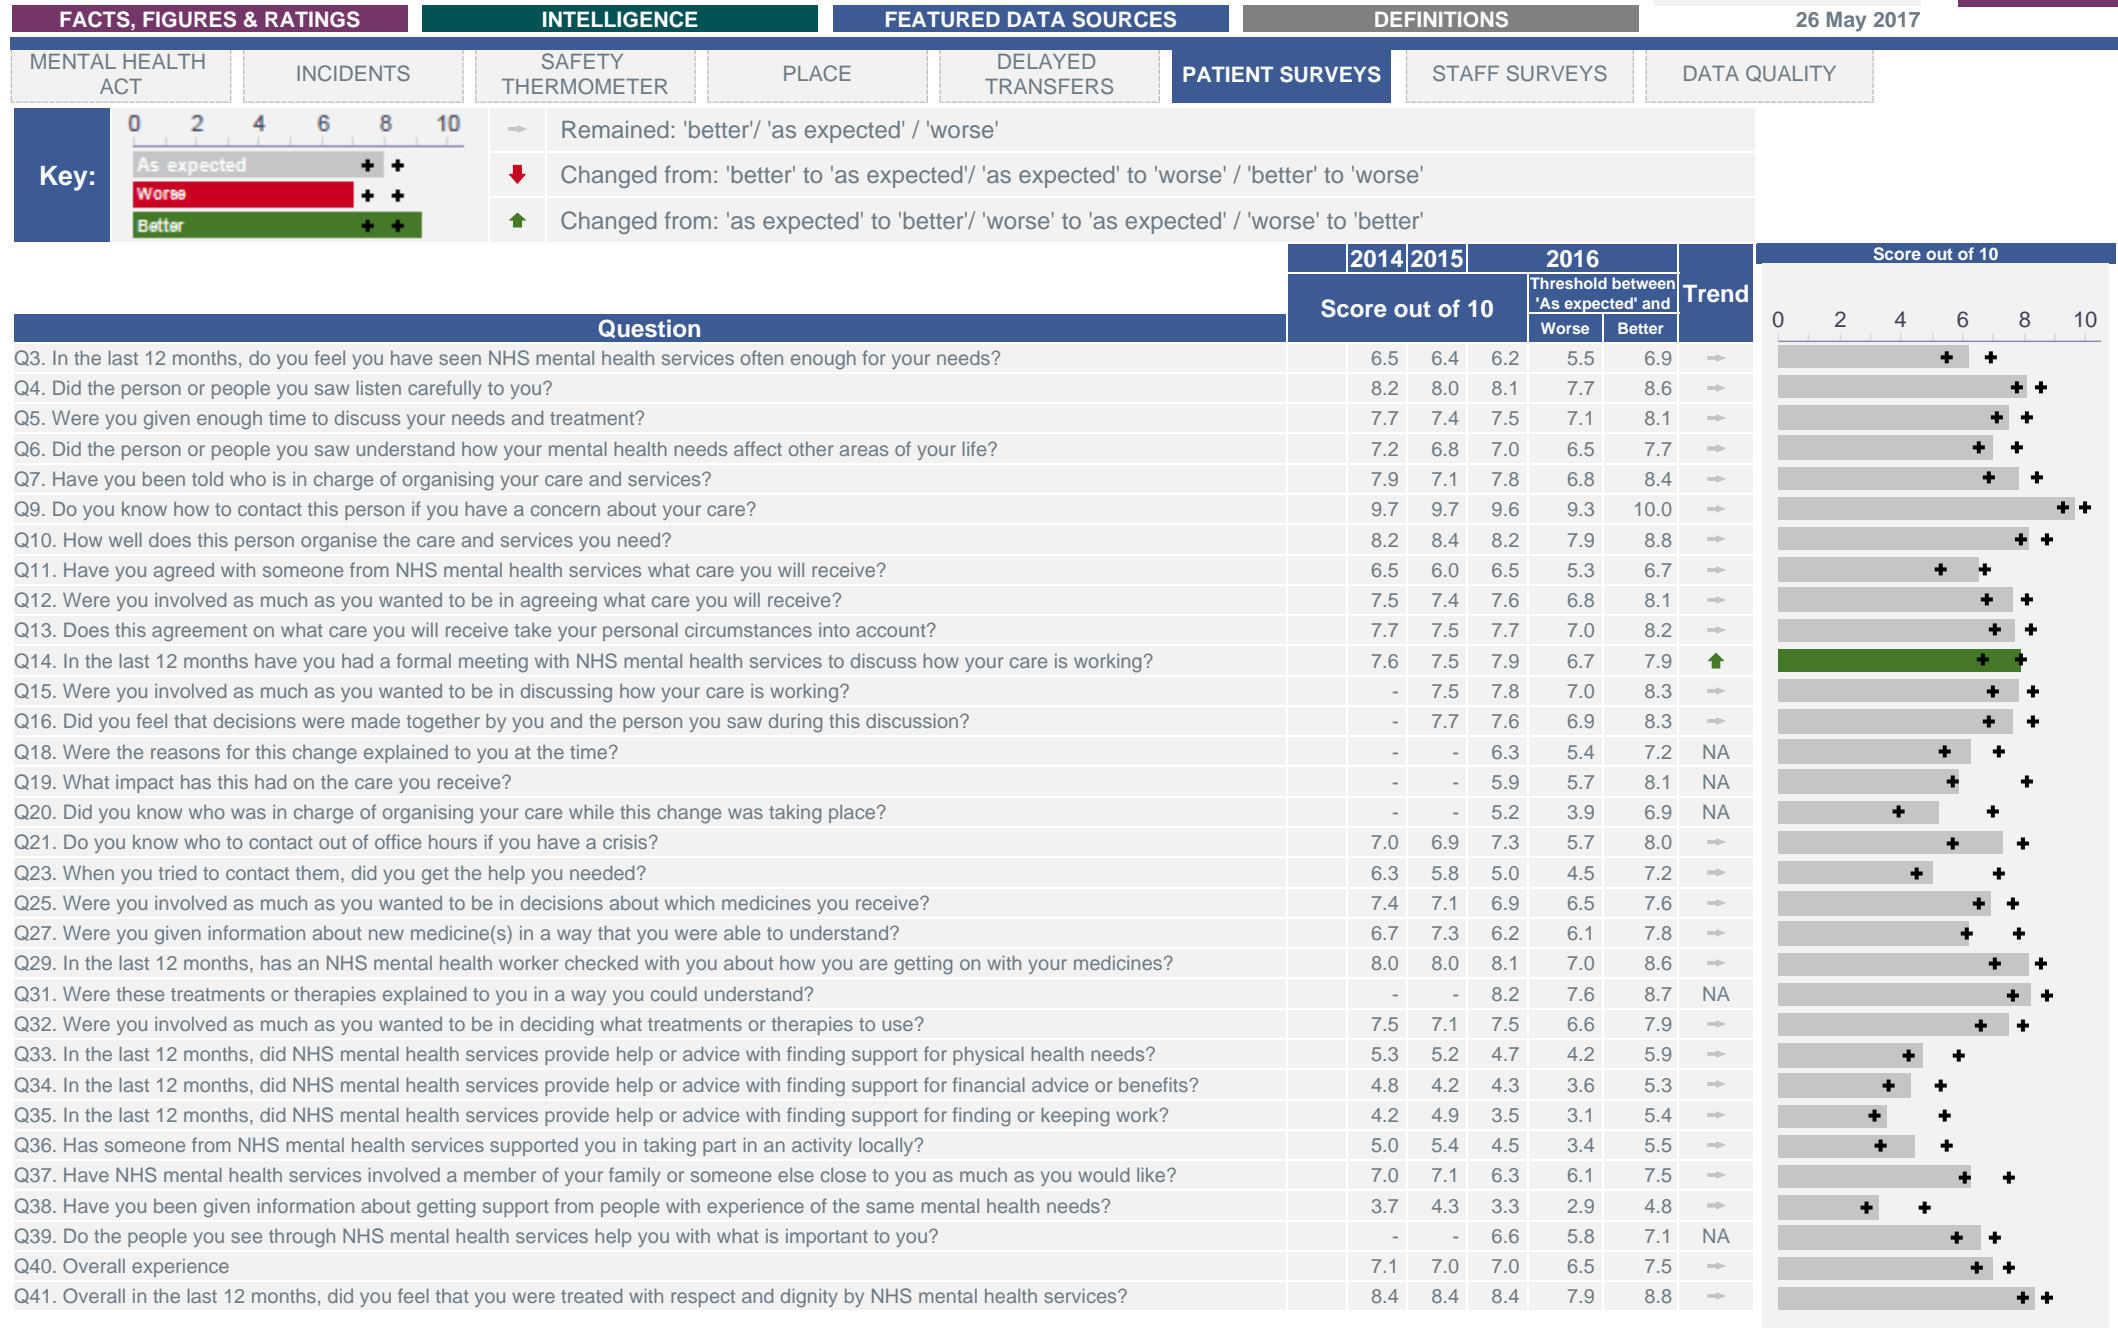 FACTS, FIGURES & RATINGS INTELLIGENCE FEATURED DATA SOURCES DEFINITIONS 26 May 2017
MENTAL HEALTH ACT INCIDENTS SAFETY THERMOMETER PLACE DELAYED TRANSFERS PATIENT SURVEYS STAFF SURVEYS DATA QUALITY
Key:
0 2 4 6 8 10
As expected
Worse
Better
Remained: 'better'/ 'as expected' / 'worse'
Changed from: 'better' to 'as expected'/ 'as expected' to 'worse' / 'better' to 'worse'
Changed from: 'as expected' to 'better'/ 'worse' to 'as expected' / 'worse' to 'better'
2014 2015 2016 Trend Score out of 10
Score out of 10 Threshold between 'As expected' and
Question Worse Better 0 2 4 6 8 10
Q3. In the last 12 months, do you feel you have seen NHS mental health services often enough for your needs? 6.5 6.4 6.2 5.5 6.9
Q4. Did the person or people you saw listen carefully to you? 8.2 8.0 8.1 7.7 8.6
Q5. Were you given enough time to discuss your needs and treatment? 7.7 7.4 7.5 7.1 8.1
Q6. Did the person or people you saw understand how your mental health needs affect other areas of your life? 7.2 6.8 7.0 6.5 7.7
Q7. Have you been told who is in charge of organising your care and services? 7.9 7.1 7.8 6.8 8.4
Q9. Do you know how to contact this person if you have a concern about your care? 9.7 9.7 9.6 9.3 10.0
Q10. How well does this person organise the care and services you need? 8.2 8.4 8.2 7.9 8.8
Q11. Have you agreed with someone from NHS mental health services what care you will receive? 6.5 6.0 6.5 5.3 6.7
Q12. Were you involved as much as you wanted to be in agreeing what care you will receive? 7.5 7.4 7.6 6.8 8.1
Q13. Does this agreement on what care you will receive take your personal circumstances into account? 7.7 7.5 7.7 7.0 8.2
Q14. In the last 12 months have you had a formal meeting with NHS mental health services to discuss how your care is working? 7.6 7.5 7.9 6.7 7.9
Q15. Were you involved as much as you wanted to be in discussing how your care is working? - 7.5 7.8 7.0 8.3
Q16. Did you feel that decisions were made together by you and the person you saw during this discussion? - 7.7 7.6 6.9 8.3
Q18. Were the reasons for this change explained to you at the time? - - 6.3 5.4 7.2 NA
Q19. What impact has this had on the care you receive? - - 5.9 5.7 8.1 NA
Q20. Did you know who was in charge of organising your care while this change was taking place? - - 5.2 3.9 6.9 NA
Q21. Do you know who to contact out of office hours if you have a crisis? 7.0 6.9 7.3 5.7 8.0
Q23. When you tried to contact them, did you get the help you needed? 6.3 5.8 5.0 4.5 7.2
Q25. Were you involved as much as you wanted to be in decisions about which medicines you receive? 7.4 7.1 6.9 6.5 7.6
Q27. Were you given information about new medicine(s) in a way that you were able to understand? 6.7 7.3 6.2 6.1 7.8
Q29. In the last 12 months, has an NHS mental health worker checked with you about how you are getting on with your medicines? 8.0 8.0 8.1 7.0 8.6
Q31. Were these treatments or therapies explained to you in a way you could understand? - - 8.2 7.6 8.7 NA
Q32. Were you involved as much as you wanted to be in deciding what treatments or therapies to use? 7.5 7.1 7.5 6.6 7.9
Q33. In the last 12 months, did NHS mental health services provide help or advice with finding support for physical health needs? 5.3 5.2 4.7 4.2 5.9
Q34. In the last 12 months, did NHS mental health services provide help or advice with finding support for financial advice or benefits? 4.8 4.2 4.3 3.6 5.3
Q35. In the last 12 months, did NHS mental health services provide help or advice with finding support for finding or keeping work? 4.2 4.9 3.5 3.1 5.4
Q36. Has someone from NHS mental health services supported you in taking part in an activity locally? 5.0 5.4 4.5 3.4 5.5
Q37. Have NHS mental health services involved a member of your family or someone else close to you as much as you would like? 7.0 7.1 6.3 6.1 7.5
Q38. Have you been given information about getting support from people with experience of the same mental health needs? 3.7 4.3 3.3 2.9 4.8
Q39. Do the people you see through NHS mental health services help you with what is important to you? - - 6.6 5.8 7.1 NA
Q40. Overall experience 7.1 7.0 7.0 6.5 7.5
Q41. Overall in the last 12 months, did you feel that you were treated with respect and dignity by NHS mental health services? 8.4 8.4 8.4 7.9 8.8